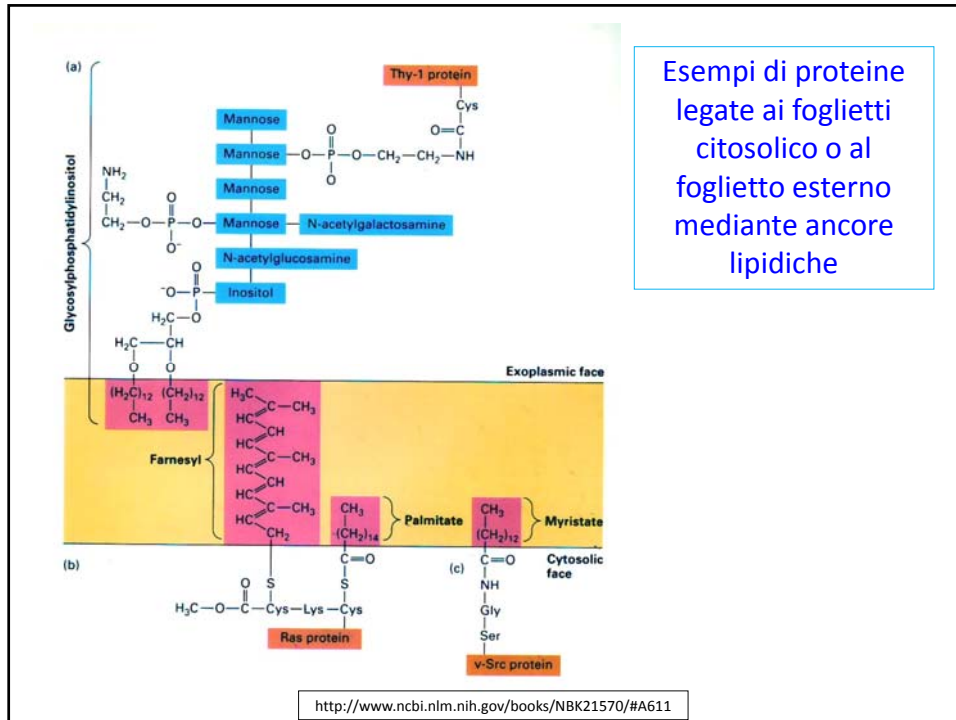 (a)
Thy-1 protein
Cys
O=C
NH
Mannose
Mannose
Mannose
Mannose
N-acetylgalactosamine
N-acetylglucosamine
Inositol
O
—O—P—O—CH₂—CH₂—NH
O
NH₂
CH₂
CH₂
O
C—O—P—O—
O⁻
O
⁻O—P—O
O
H₂C—O
H₂C—CH
O O
(H₂C)₁₂ (CH₂)₁₂
CH₃ CH₃
Glycosylphosphatidylinositol
Exoplasmic face
Farnesyl
H₃C
C—CH₃
HC
CH
HC
C—CH₃
HC
CH
HC
C—CH₃
HC
CH₂
CH₃
(CH₂)₁₄
Palmitate
CH₃
(CH₂)₁₂
Myristate
Cytosolic face
(b)
S
O
H₃C—O—C—Cys—Lys—Cys
C=O
S
Ras protein
(c)
C=O
NH
Gly
Ser
v-Src protein
Esempi di proteine
legate ai foglietti
citosolico o al
foglietto esterno
mediante ancore
lipidiche
http://www.ncbi.nlm.nih.gov/books/NBK21570/#A611